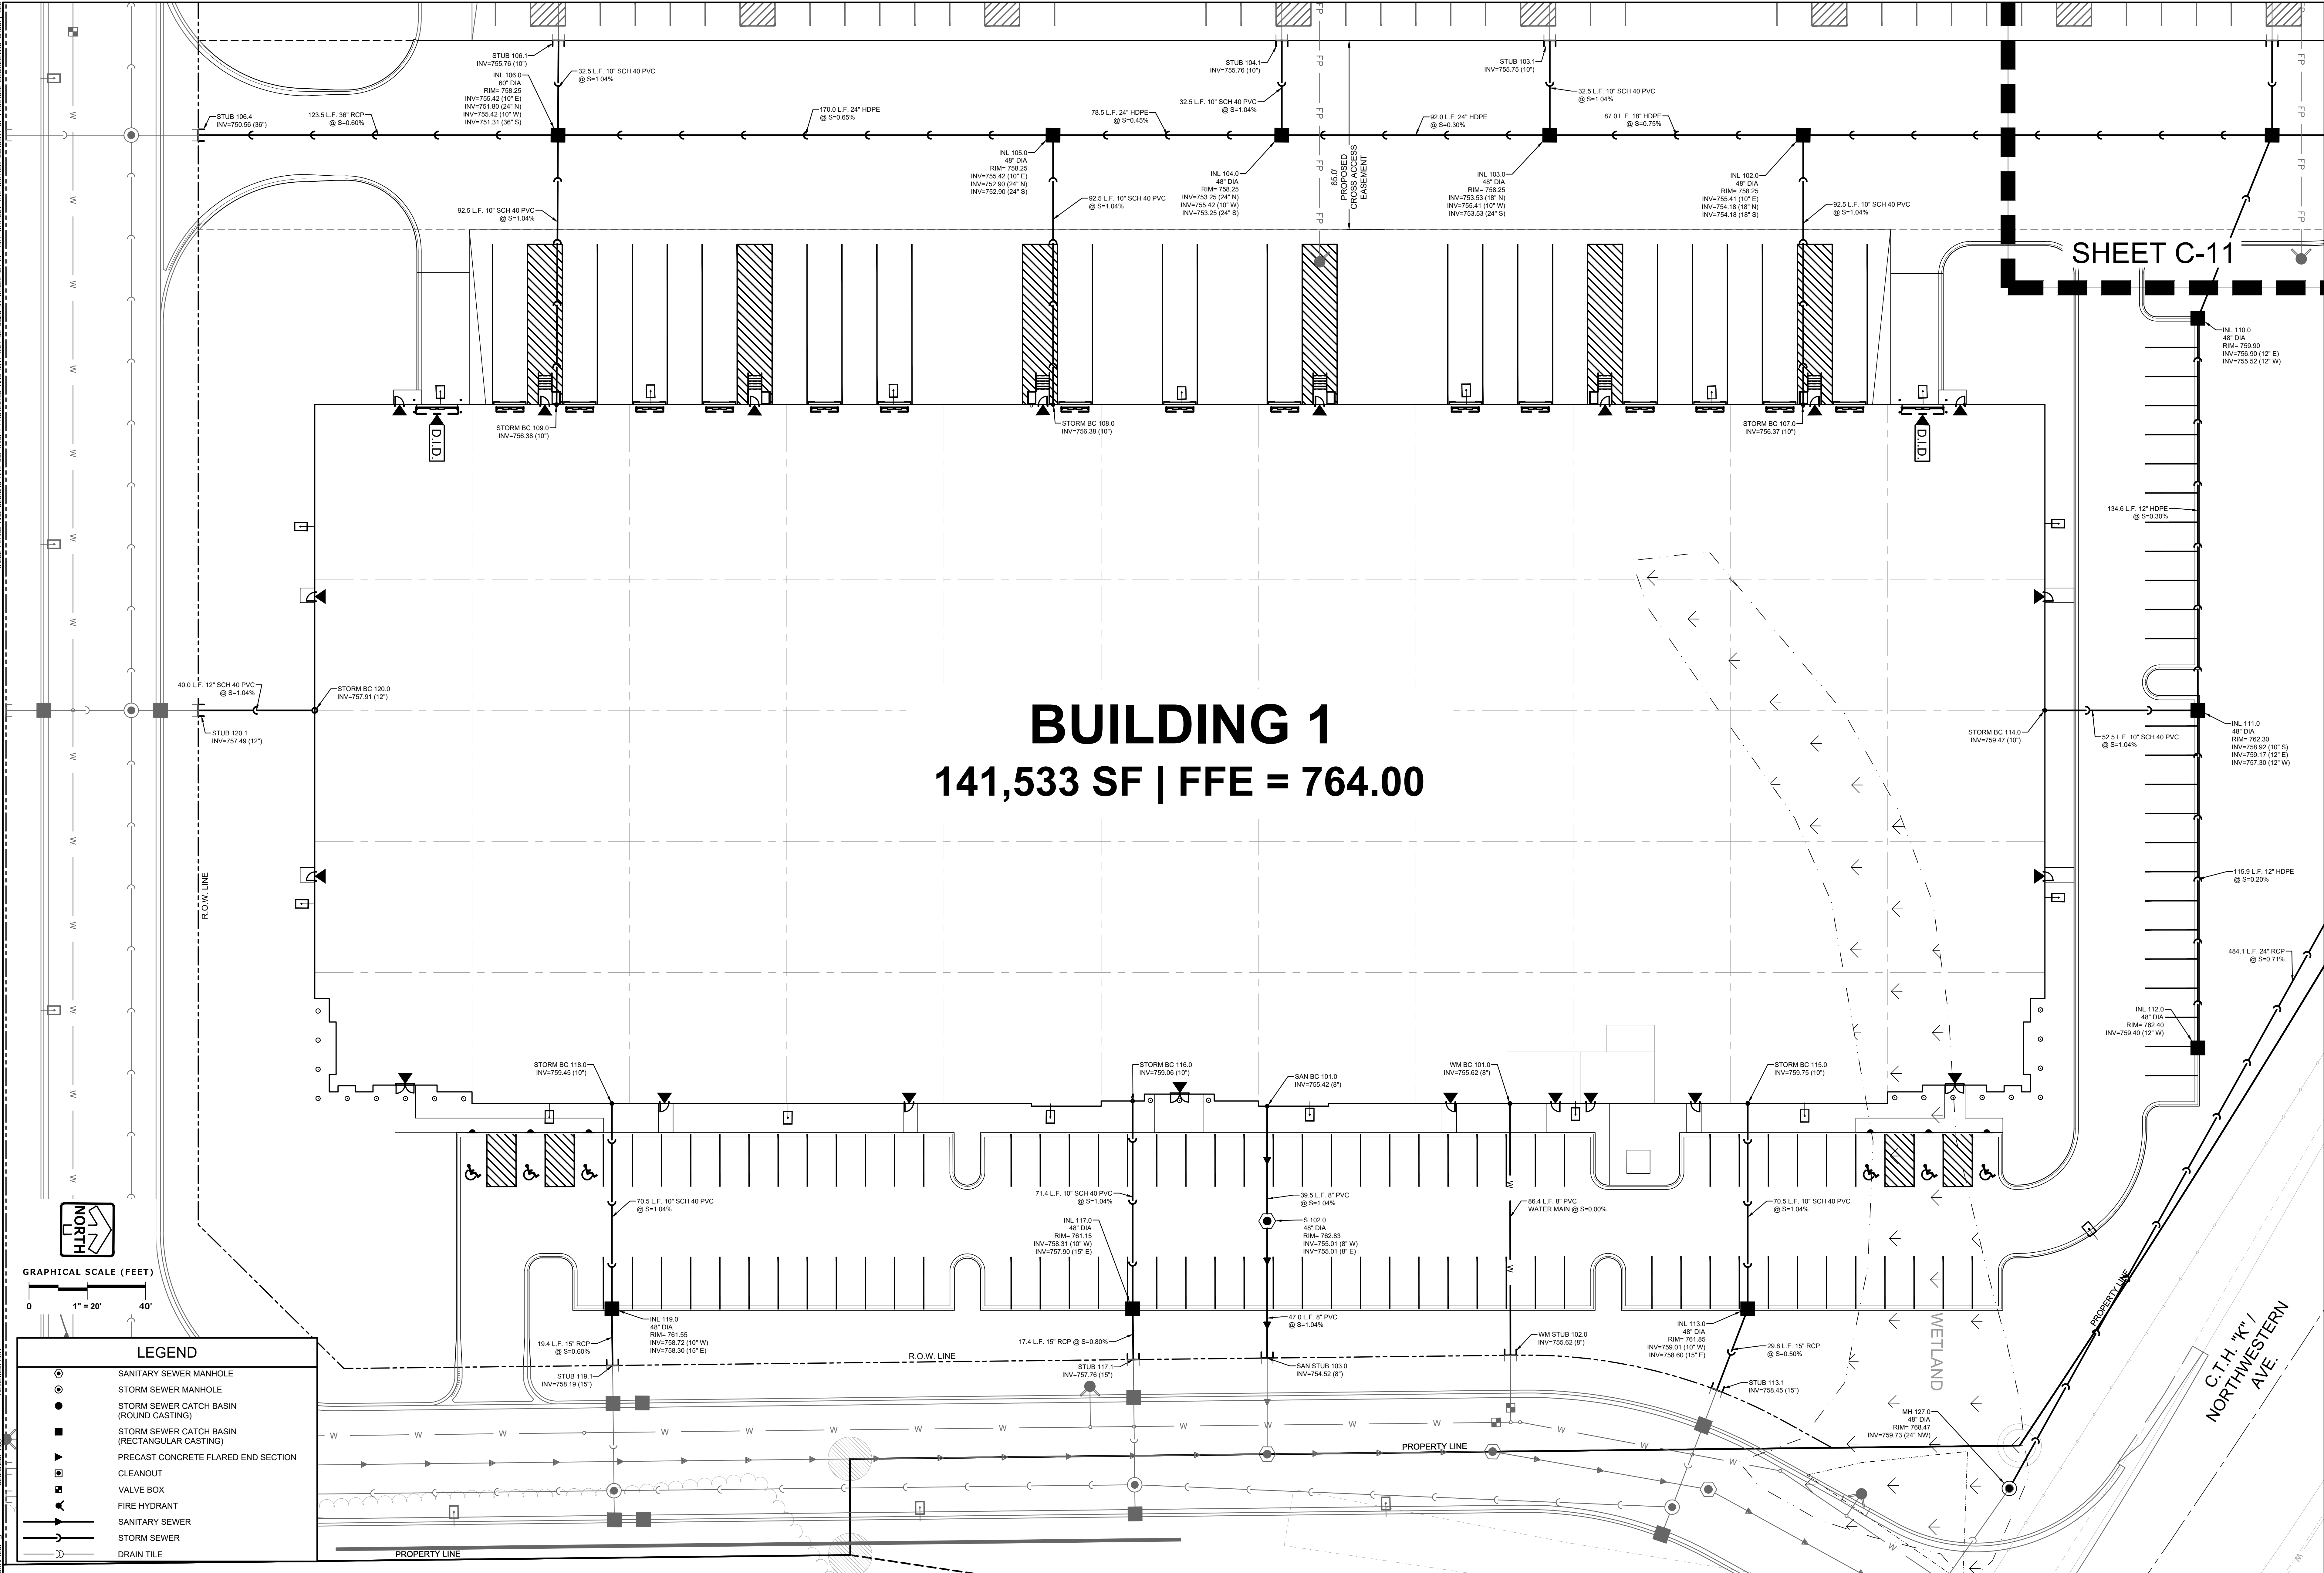 STUB 106.1
INV=755.76 (10")
32.5 L.F. 10" SCH 40 PVC
@ S=1.04%
INL 106.0
60" DIA
RIM= 758.25
INV=755.42 (10" E)
INV=751.80 (24" N)
INV=755.42 (10" W)
INV=751.31 (36" S)
STUB 106.4
INV=750.56 (36")
123.5 L.F. 36" RCP
@ S=0.60%
170.0 L.F. 24" HDPE
@ S=0.65%
STUB 104.1
INV=755.76 (10")
32.5 L.F. 10" SCH 40 PVC
@ S=1.04%
78.5 L.F. 24" HDPE
@ S=0.45%
STUB 103.1
INV=755.75 (10")
32.5 L.F. 10" SCH 40 PVC
@ S=1.04%
92.0 L.F. 24" HDPE
@ S=0.30%
87.0 L.F. 18" HDPE
@ S=0.75%
INL 105.0
48" DIA
RIM= 758.25
INV=755.42 (10" E)
INV=752.90 (24" N)
INV=752.90 (24" S)
INL 104.0
48" DIA
RIM= 758.25
INV=753.25 (24" N)
INV=755.42 (10" W)
INV=753.25 (24" S)
65.0'
PROPOSED
CROSS ACCESS
EASEMENT
INL 103.0
48" DIA
RIM= 758.25
INV=753.53 (18" N)
INV=755.41 (10" W)
INV=753.53 (24" S)
INL 102.0
48" DIA
RIM= 758.25
INV=755.41 (10" E)
INV=754.18 (18" N)
INV=754.18 (18" S)
92.5 L.F. 10" SCH 40 PVC
@ S=1.04%
92.5 L.F. 10" SCH 40 PVC
@ S=1.04%
92.5 L.F. 10" SCH 40 PVC
@ S=1.04%
FP
FP
FP
FP
FP
FP
FP
FP
FP
SHEET C-11
INL 110.0
48" DIA
RIM= 759.90
INV=756.90 (12" E)
INV=755.52 (12" W)
STORM BC 109.0
INV=756.38 (10")
STORM BC 108.0
INV=756.38 (10")
STORM BC 107.0
INV=756.37 (10")
D.I.D.
D.I.D.
134.6 L.F. 12" HDPE
@ S=0.30%
40.0 L.F. 12" SCH 40 PVC
@ S=1.04%
STORM BC 120.0
INV=757.91 (12")
STUB 120.1
INV=757.49 (12")
BUILDING 1
141,533 SF | FFE = 764.00
STORM BC 114.0
INV=759.47 (10")
52.5 L.F. 10" SCH 40 PVC
@ S=1.04%
INL 111.0
48" DIA
RIM= 762.30
INV=758.92 (10" S)
INV=759.17 (12" E)
INV=757.30 (12" W)
R.O.W. LINE
115.9 L.F. 12" HDPE
@ S=0.20%
484.1 L.F. 24" RCP
@ S=0.71%
INL 112.0
48" DIA
RIM= 762.40
INV=759.40 (12" W)
STORM BC 118.0
INV=759.45 (10")
STORM BC 116.0
INV=759.06 (10")
SAN BC 101.0
INV=755.42 (8")
WM BC 101.0
INV=755.62 (8")
STORM BC 115.0
INV=759.75 (10")
70.5 L.F. 10" SCH 40 PVC
@ S=1.04%
71.4 L.F. 10" SCH 40 PVC
@ S=1.04%
39.5 L.F. 8" PVC
@ S=1.04%
86.4 L.F. 8" PVC
WATER MAIN @ S=0.00%
70.5 L.F. 10" SCH 40 PVC
@ S=1.04%
INL 117.0
48" DIA
RIM= 761.15
INV=758.31 (10" W)
INV=757.90 (15" E)
S 102.0
48" DIA
RIM= 762.83
INV=755.01 (8" W)
INV=755.01 (8" E)
NORTH
GRAPHICAL SCALE (FEET)
0 1" = 20' 40'
INL 119.0
48" DIA
RIM= 761.55
INV=758.72 (10" W)
INV=758.30 (15" E)
19.4 L.F. 15" RCP
@ S=0.60%
STUB 119.1
INV=758.19 (15")
17.4 L.F. 15" RCP @ S=0.80%
STUB 117.1
INV=757.76 (15")
47.0 L.F. 8" PVC
@ S=1.04%
SAN STUB 103.0
INV=754.52 (8")
WM STUB 102.0
INV=755.62 (8")
INL 113.0
48" DIA
RIM= 761.85
INV=759.01 (10" W)
INV=758.60 (15" E)
29.8 L.F. 15" RCP
@ S=0.50%
STUB 113.1
INV=758.45 (15")
R.O.W. LINE
WETLAND
PROPERTY LINE
C.T.H. "K" /
NORTHWESTERN
AVE.
MH 127.0
48" DIA
RIM= 768.47
INV=759.73 (24" NW)
PROPERTY LINE
PROPERTY LINE
LEGEND
SANITARY SEWER MANHOLE
STORM SEWER MANHOLE
STORM SEWER CATCH BASIN
(ROUND CASTING)
STORM SEWER CATCH BASIN
(RECTANGULAR CASTING)
PRECAST CONCRETE FLARED END SECTION
CLEANOUT
VALVE BOX
FIRE HYDRANT
SANITARY SEWER
STORM SEWER
DRAIN TILE